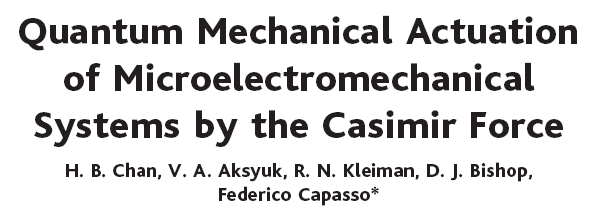 Quantum Mechanical Actuation
of Microelectromechanical
Systems by the Casimir Force
H. B. Chan, V. A. Aksyuk, R. N. Kleiman, D. J. Bishop,
Federico Capasso*